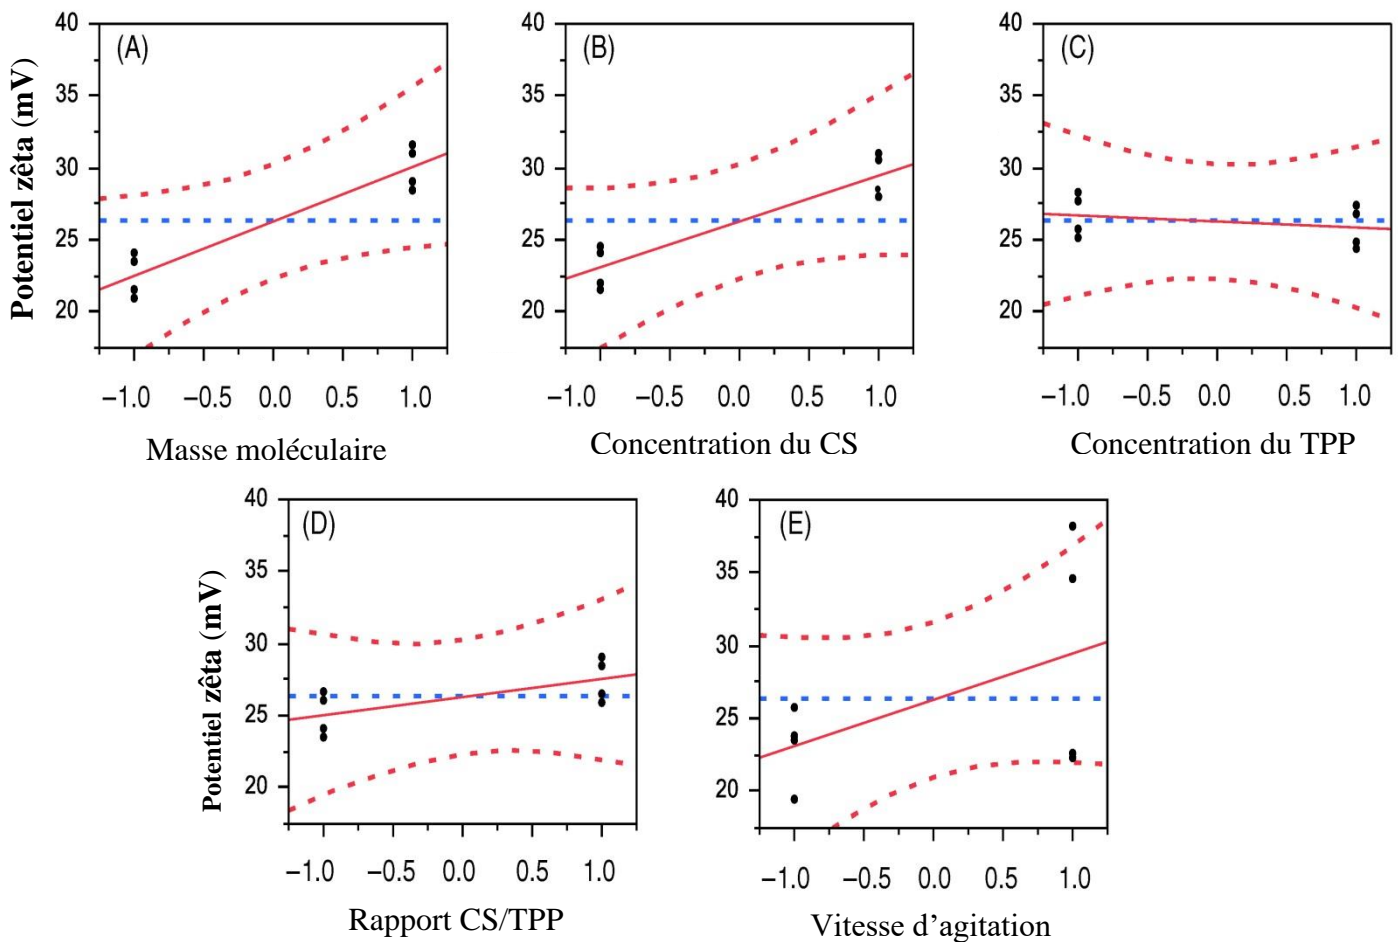 Potentiel zêta (mV)
(A)
40
35
30
25
20
−1.0 −0.5 0.0 0.5 1.0
Masse moléculaire
(B)
40
35
30
25
20
−1.0 −0.5 0.0 0.5 1.0
Concentration du CS
(C)
40
35
30
25
20
−1.0 −0.5 0.0 0.5 1.0
Concentration du TPP
Potentiel zêta (mV)
(D)
40
35
30
25
20
−1.0 −0.5 0.0 0.5 1.0
Rapport CS/TPP
(E)
40
35
30
25
20
−1.0 −0.5 0.0 0.5 1.0
Vitesse d’agitation